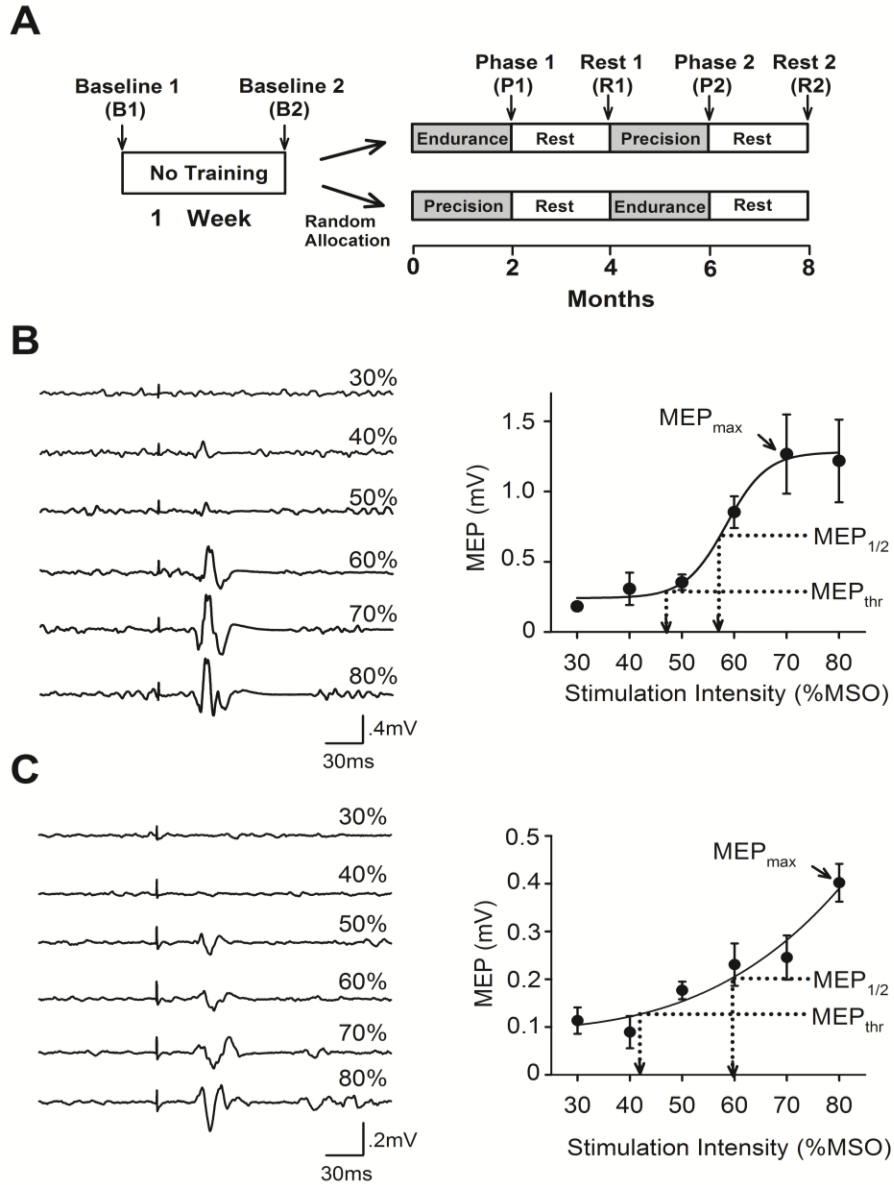 A
Baseline 1
(B1)
Baseline 2
(B2)
No Training
1 Week
Random
Allocation
Phase 1
(P1)
Rest 1
(R1)
Phase 2
(P2)
Rest 2
(R2)
Endurance
Rest
Precision
Rest
Precision
Rest
Endurance
Rest
0
2
4
6
8
Months
B
30%
40%
50%
60%
70%
80%
.4mV
30ms
MEP (mV)
1.5
1.0
0.5
0
MEPmax
MEP1/2
MEPthr
30 40 50 60 70 80
Stimulation Intensity (%MSO)
C
30%
40%
50%
60%
70%
80%
.2mV
30ms
MEP (mV)
0.5
0.4
0.3
0.2
0.1
0
MEPmax
MEP1/2
MEPthr
30 40 50 60 70 80
Stimulation Intensity (%MSO)